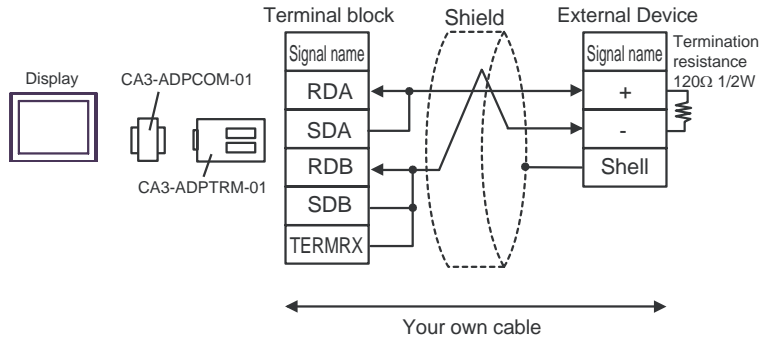 Terminal block
Shield
External Device
Display
CA3-ADPCOM-01
CA3-ADPTRM-01
Signal name
RDA
SDA
RDB
SDB
TERMRX
Signal name
+
-
Shell
Termination
resistance
120Ω 1/2W
Your own cable